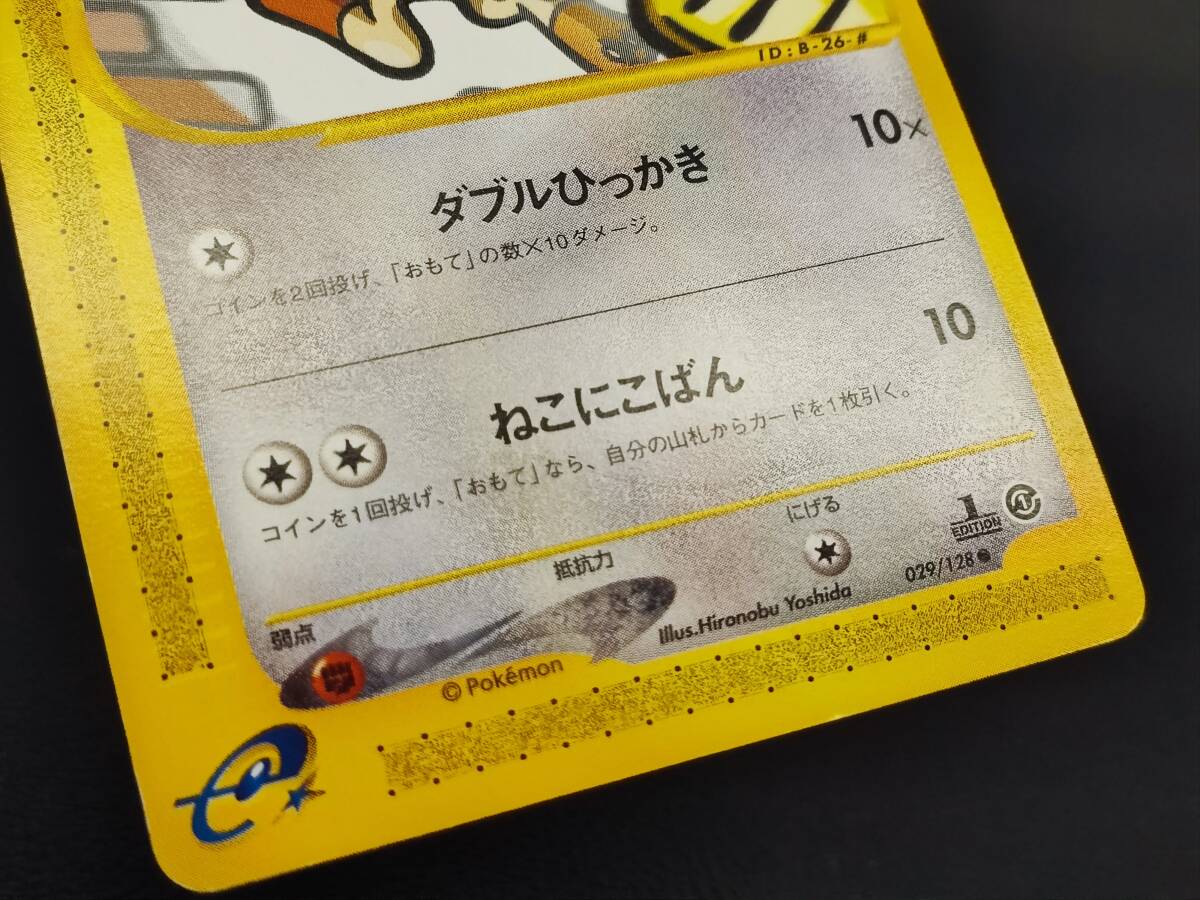 ID:B-26-#
ダブルひっかき 10×
コインを2回投げ、「おもて」の数×10ダメージ。
ねこにこばん 10
コインを1回投げ、「おもて」なら、自分の山札からカードを1枚引く。
弱点 抵抗力 にげる
1
EDITION
© Pokémon Illus.Hironobu Yoshida 029/128 ●